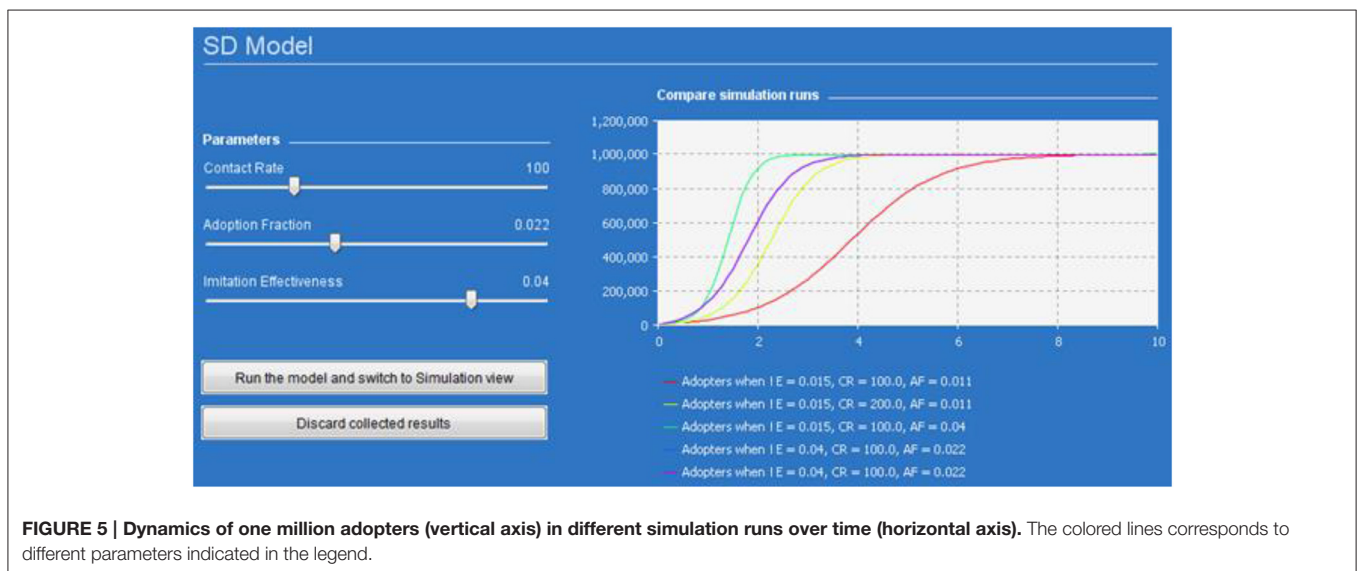 SD Model
Parameters
Contact Rate 100
Adoption Fraction 0.022
Imitation Effectiveness 0.04
Run the model and switch to Simulation view
Discard collected results
Compare simulation runs
1,200,000
1,000,000
800,000
600,000
400,000
200,000
0
0 2 4 6 8 10
Adopters when I E = 0.015, CR = 100.0, AF = 0.011
Adopters when I E = 0.015, CR = 200.0, AF = 0.011
Adopters when I E = 0.015, CR = 100.0, AF = 0.04
Adopters when I E = 0.04, CR = 100.0, AF = 0.022
Adopters when I E = 0.04, CR = 100.0, AF = 0.022
FIGURE 5 | Dynamics of one million adopters (vertical axis) in different simulation runs over time (horizontal axis). The colored lines corresponds to
different parameters indicated in the legend.